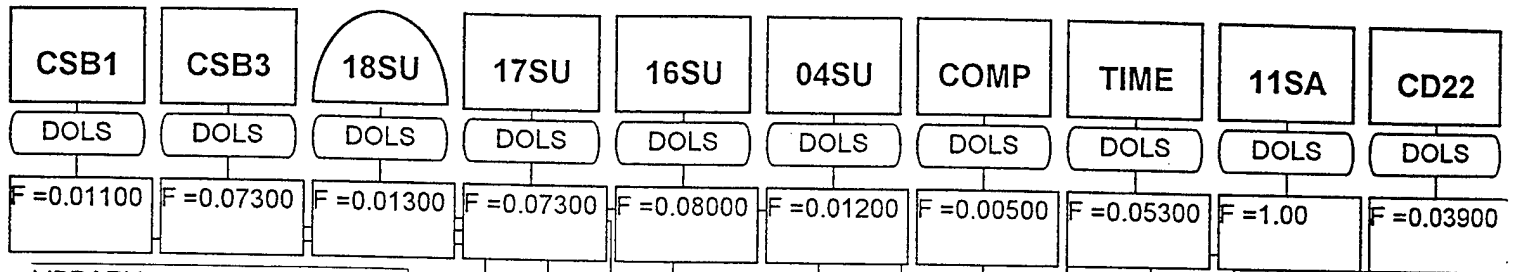 CSB1 CSB3 18SU 17SU 16SU 04SU COMP TIME 11SA CD22
DOLS DOLS DOLS DOLS DOLS DOLS DOLS DOLS DOLS DOLS
F =0.01100 F =0.07300 F =0.01300 F =0.07300 F =0.08000 F =0.01200 F =0.00500 F =0.05300 F =1.00 F =0.03900